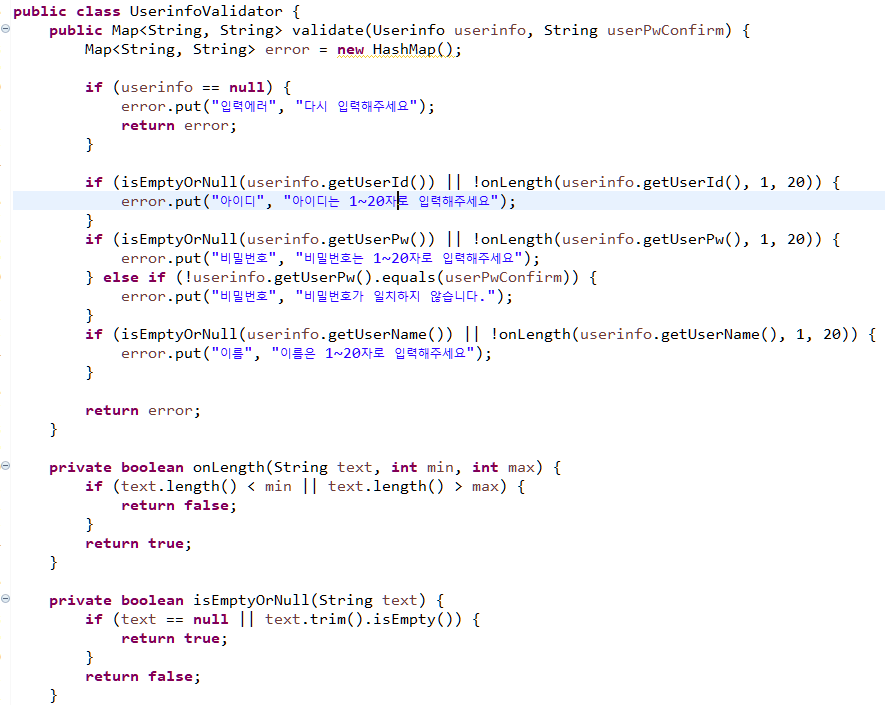 public class UserinfoValidator {
public Map<String, String> validate(Userinfo userinfo, String userPwConfirm) {
Map<String, String> error = new HashMap();
if (userinfo == null) {
error.put("입력에러", "다시 입력해주세요");
return error;
}
if (isEmptyOrNull(userinfo.getUserId()) || !onLength(userinfo.getUserId(), 1, 20)) {
error.put("아이디", "아이디는 1~20자로 입력해주세요");
}
if (isEmptyOrNull(userinfo.getUserPw()) || !onLength(userinfo.getUserPw(), 1, 20)) {
error.put("비밀번호", "비밀번호는 1~20자로 입력해주세요");
} else if (!userinfo.getUserPw().equals(userPwConfirm)) {
error.put("비밀번호", "비밀번호가 일치하지 않습니다.");
}
if (isEmptyOrNull(userinfo.getUserName()) || !onLength(userinfo.getUserName(), 1, 20)) {
error.put("이름", "이름은 1~20자로 입력해주세요");
}
return error;
}
private boolean onLength(String text, int min, int max) {
if (text.length() < min || text.length() > max) {
return false;
}
return true;
}
private boolean isEmptyOrNull(String text) {
if (text == null || text.trim().isEmpty()) {
return true;
}
return false;
}